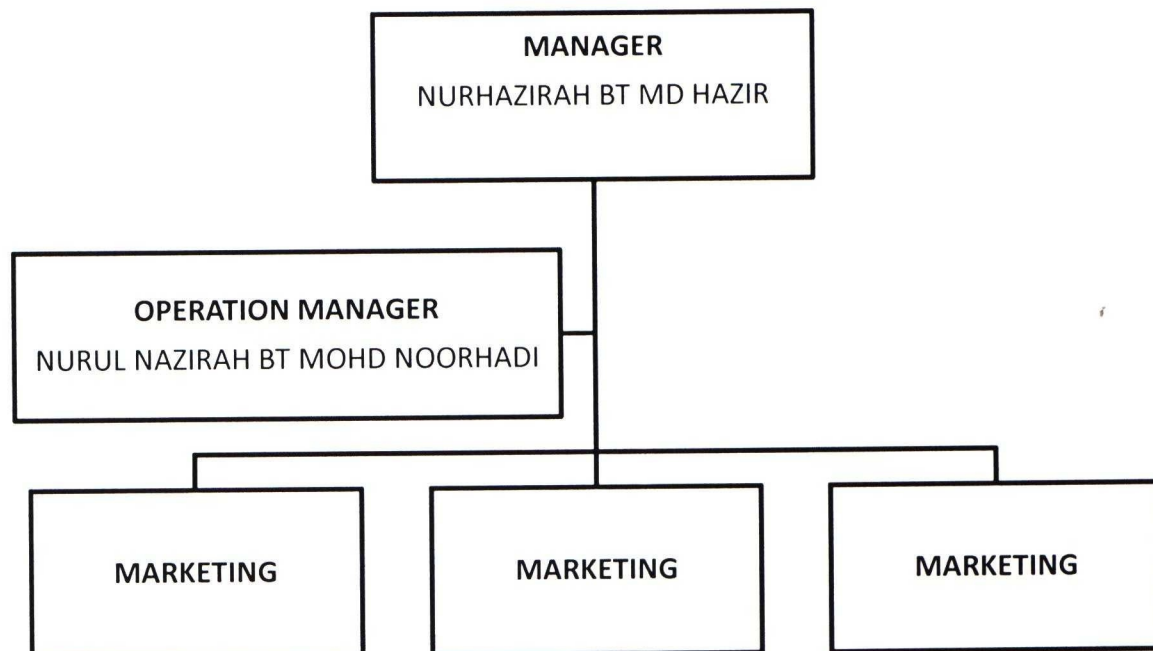 MANAGER
NURHAZIRAH BT MD HAZIR
OPERATION MANAGER
NURUL NAZIRAH BT MOHD NOORHADI
MARKETING
MARKETING
MARKETING